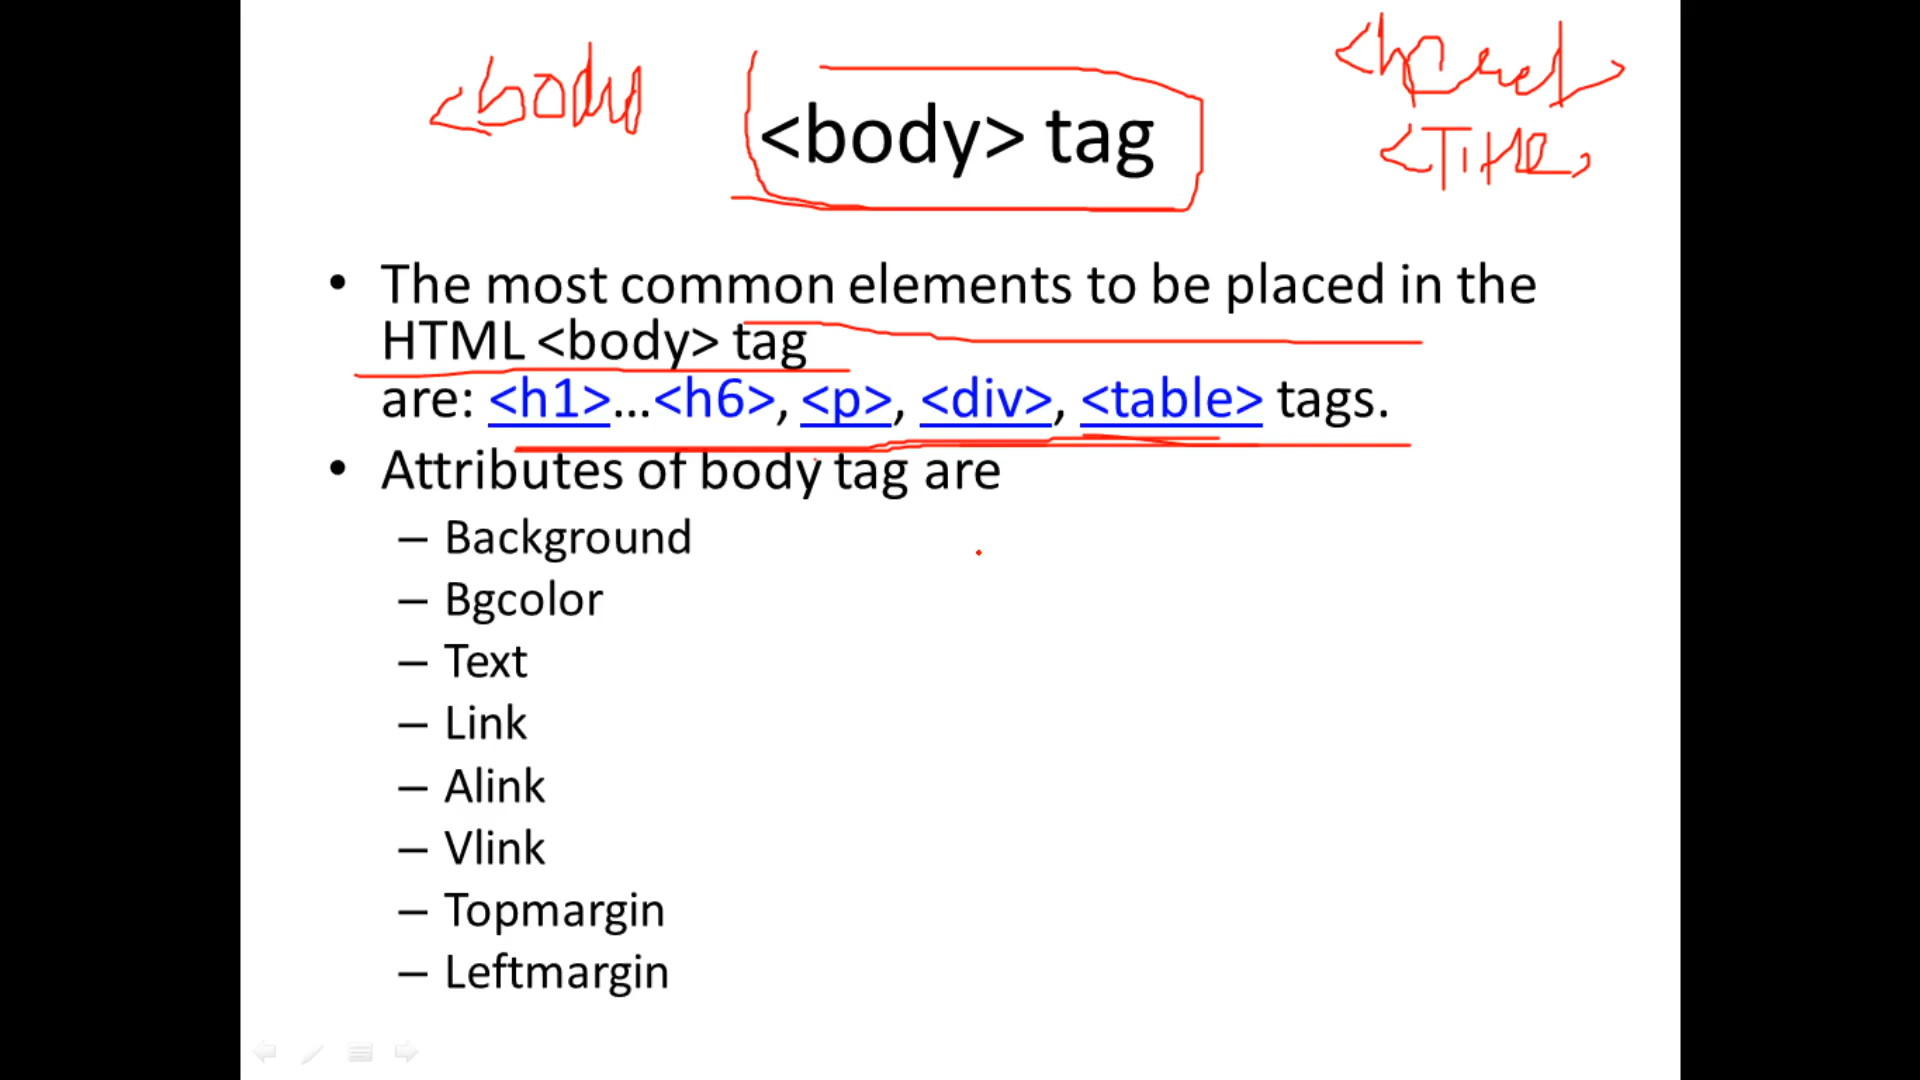 <body
<head>
<Title>
<body> tag
• The most common elements to be placed in the
HTML <body> tag
are: <h1>...<h6>, <p>, <div>, <table> tags.
• Attributes of body tag are
– Background
– Bgcolor
– Text
– Link
– Alink
– Vlink
– Topmargin
– Leftmargin